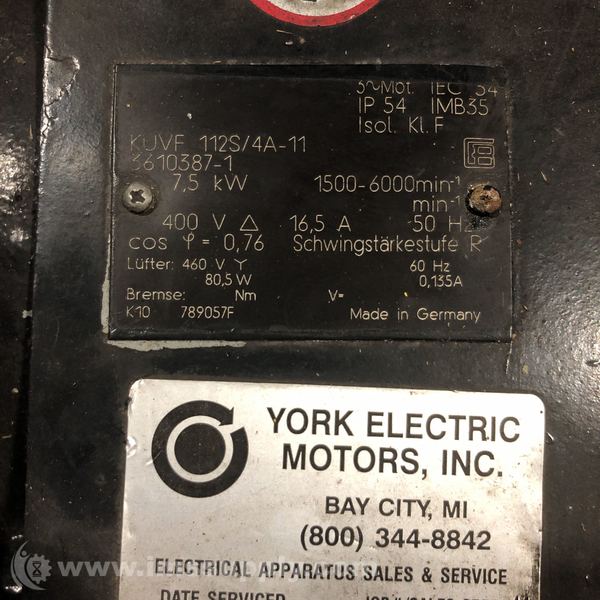 3~Mot. IEC 34
IP 54 IMB35
Isol. Kl. F
KUVF 112S/4A-11
3610387-1
7,5 kW 1500-6000min-¹
min-¹
400 V △ 16,5 A 50 Hz
cos φ = 0,76 Schwingstärkestufe R
Lüfter: 460 V Y 60 Hz
80,5 W 0,135A
Bremse: Nm V=
K10 789057F Made in Germany
YORK ELECTRIC
MOTORS, INC.
BAY CITY, MI
(800) 344-8842
ELECTRICAL APPARATUS SALES & SERVICE
DATE SERVICED